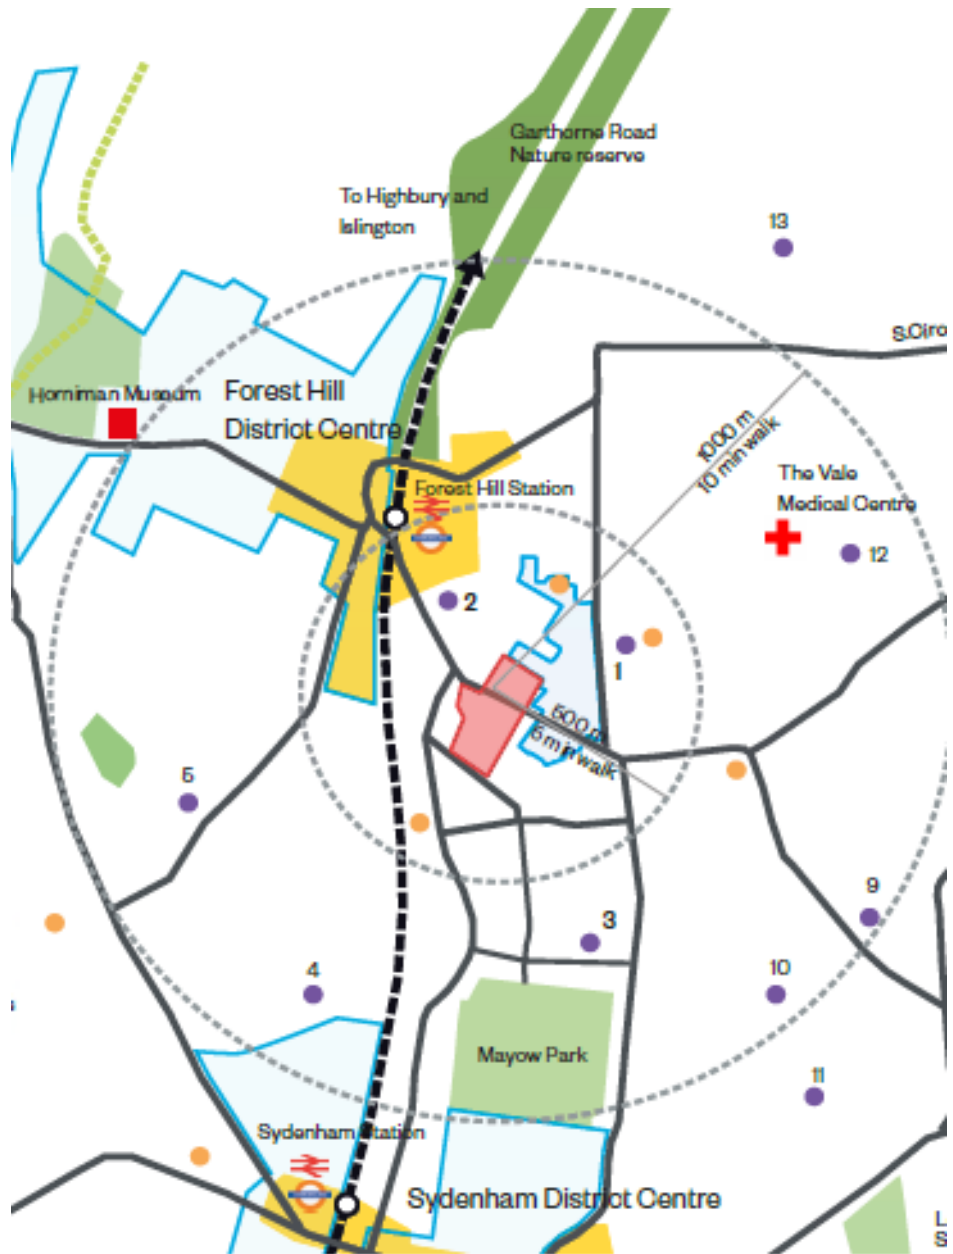 Garthorne Road
Nature reserve
To Highbury and
Islington
13
S.Circ
Horniman Museum
Forest Hill
District Centre
1000 m
10 min walk
The Vale
Medical Centre
Forest Hill Station
12
2
1
500 m
5 min walk
5
9
3
4
10
Mayow Park
11
Sydenham Station
Sydenham District Centre
L
S